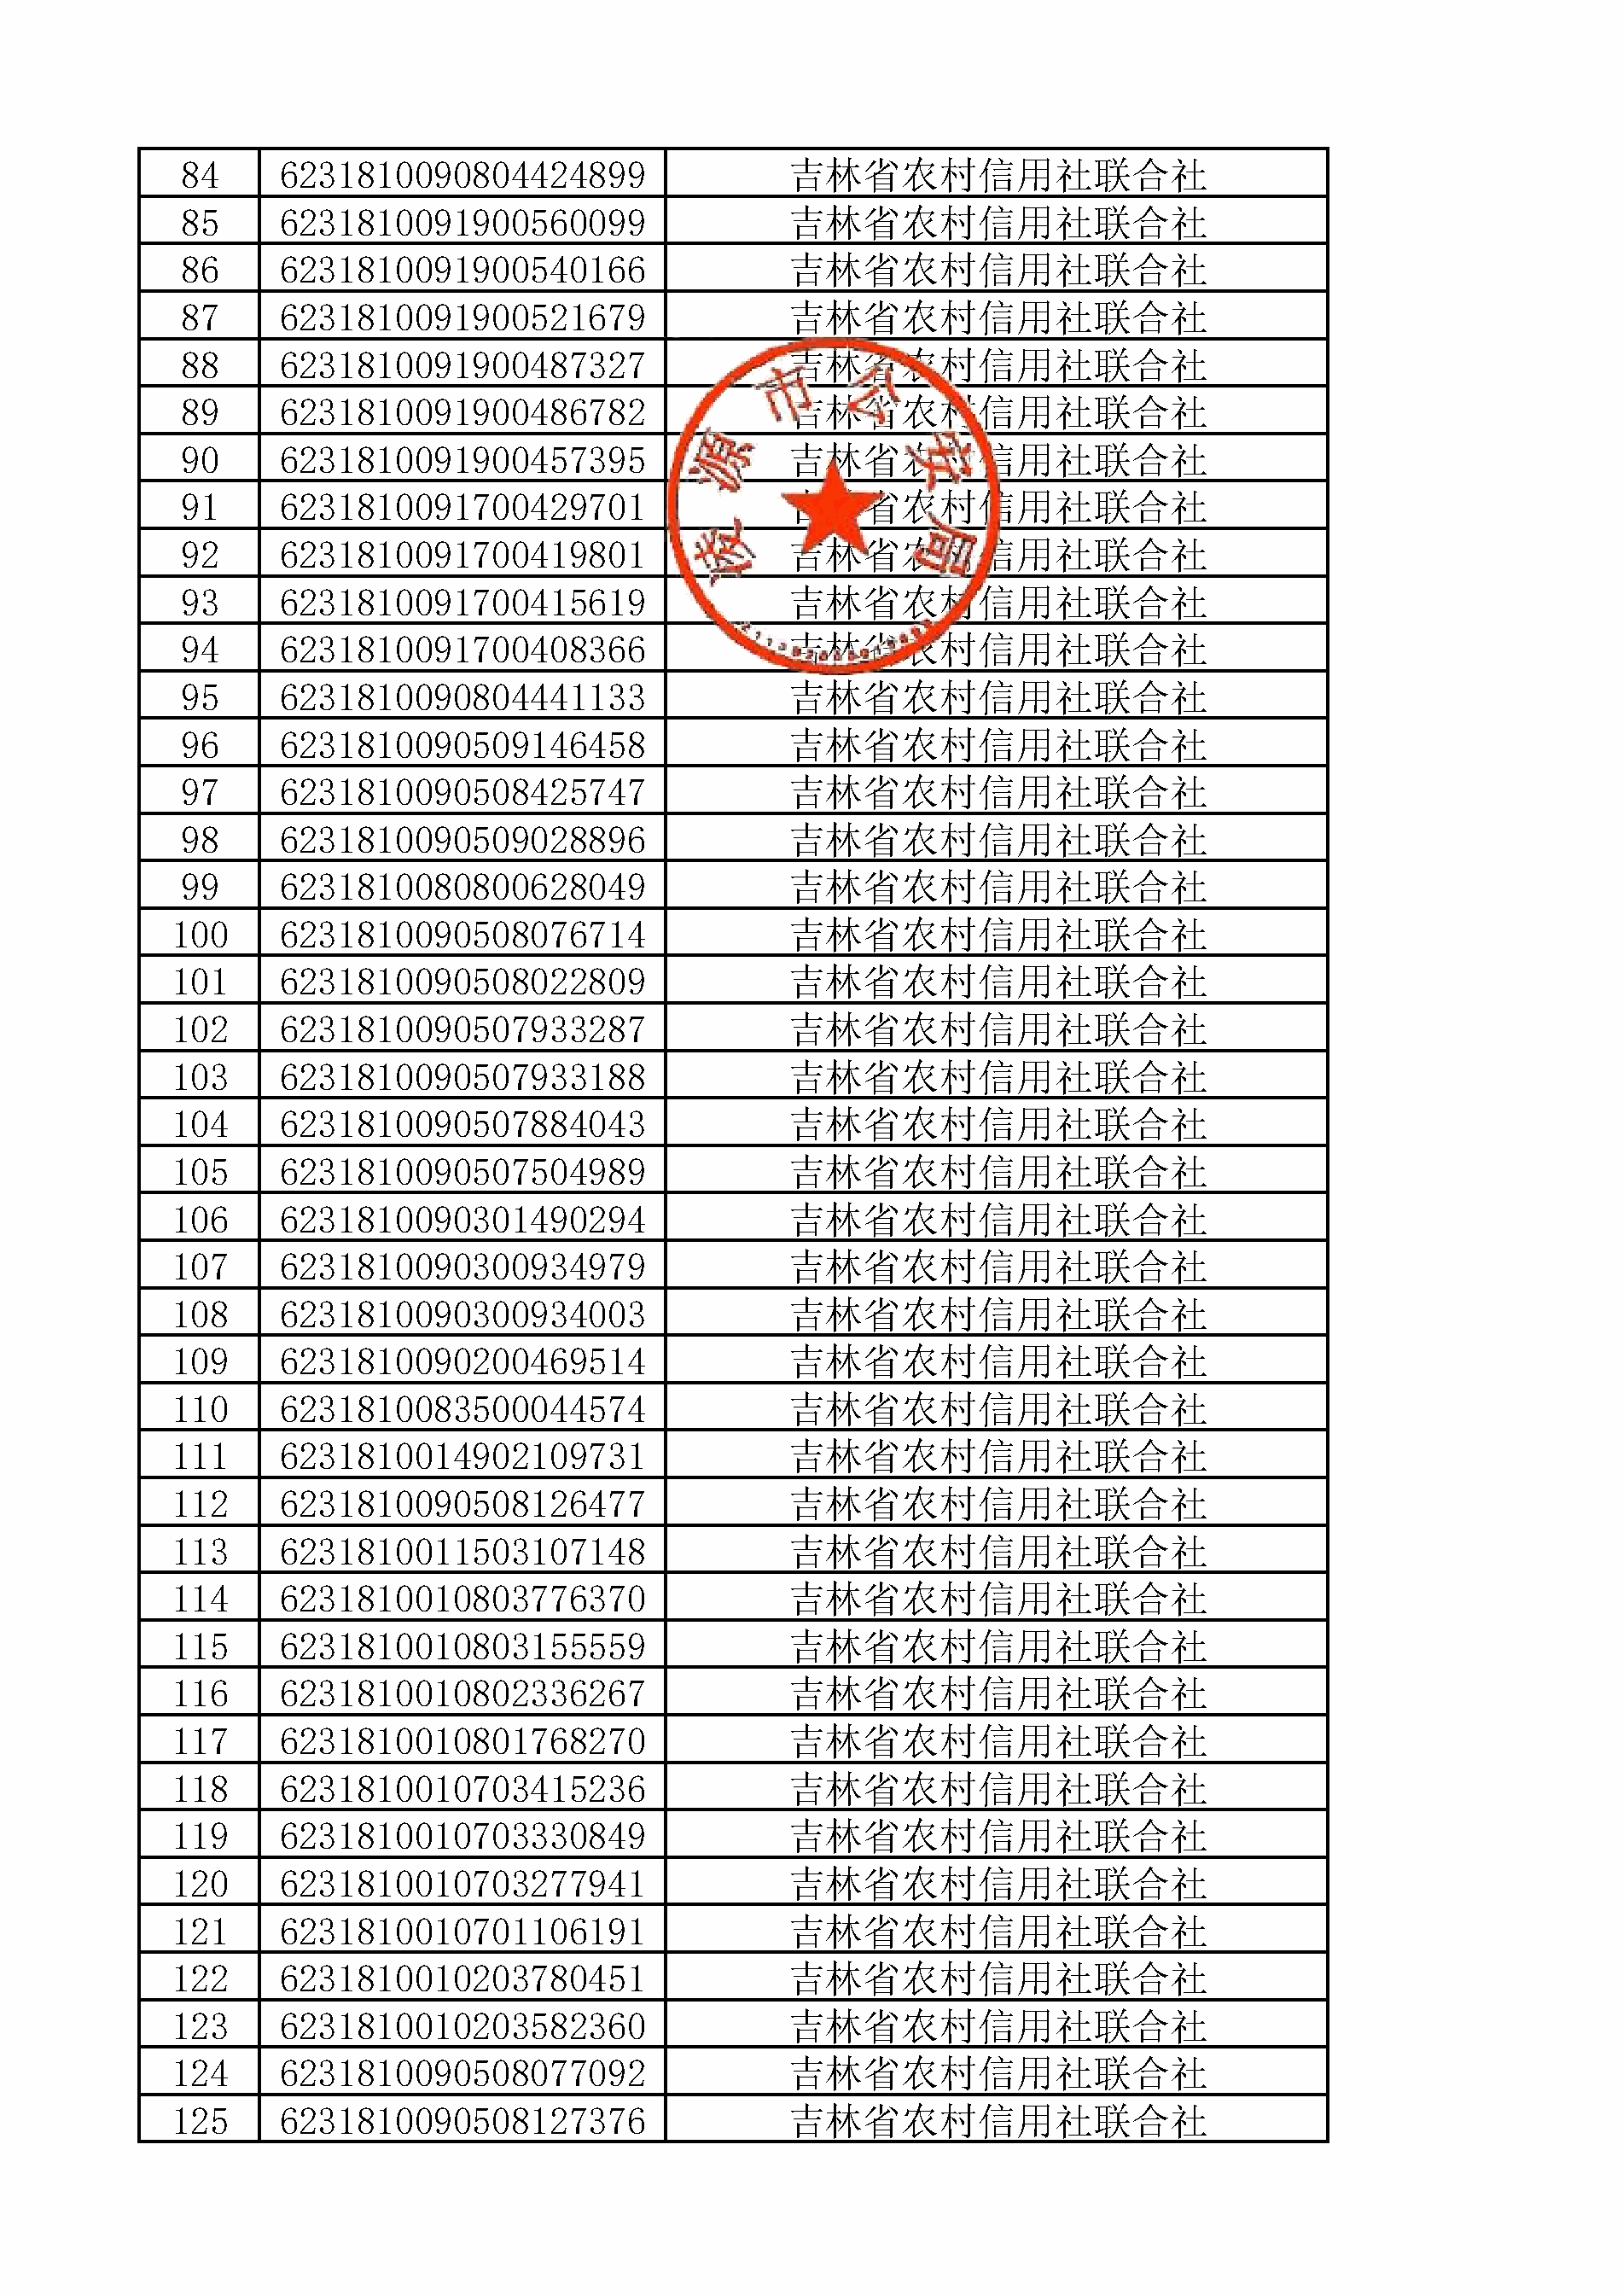 84 6231810090804424899 吉林省农村信用社联合社
85 6231810091900560099 吉林省农村信用社联合社
86 6231810091900540166 吉林省农村信用社联合社
87 6231810091900521679 吉林省农村信用社联合社
88 6231810091900487327 吉林省农村信用社联合社
89 6231810091900486782 吉林省农村信用社联合社
90 6231810091900457395 吉林省农村信用社联合社
91 6231810091700429701 吉林省农村信用社联合社
92 6231810091700419801 吉林省农村信用社联合社
93 6231810091700415619 吉林省农村信用社联合社
94 6231810091700408366 吉林省农村信用社联合社
凌源市公安局
95 6231810090804441133 吉林省农村信用社联合社
96 6231810090509146458 吉林省农村信用社联合社
97 6231810090508425747 吉林省农村信用社联合社
98 6231810090509028896 吉林省农村信用社联合社
99 6231810080800628049 吉林省农村信用社联合社
100 6231810090508076714 吉林省农村信用社联合社
101 6231810090508022809 吉林省农村信用社联合社
102 6231810090507933287 吉林省农村信用社联合社
103 6231810090507933188 吉林省农村信用社联合社
104 6231810090507884043 吉林省农村信用社联合社
105 6231810090507504989 吉林省农村信用社联合社
106 6231810090301490294 吉林省农村信用社联合社
107 6231810090300934979 吉林省农村信用社联合社
108 6231810090300934003 吉林省农村信用社联合社
109 6231810090200469514 吉林省农村信用社联合社
110 6231810083500044574 吉林省农村信用社联合社
111 6231810014902109731 吉林省农村信用社联合社
112 6231810090508126477 吉林省农村信用社联合社
113 6231810011503107148 吉林省农村信用社联合社
114 6231810010803776370 吉林省农村信用社联合社
115 6231810010803155559 吉林省农村信用社联合社
116 6231810010802336267 吉林省农村信用社联合社
117 6231810010801768270 吉林省农村信用社联合社
118 6231810010703415236 吉林省农村信用社联合社
119 6231810010703330849 吉林省农村信用社联合社
120 6231810010703277941 吉林省农村信用社联合社
121 6231810010701106191 吉林省农村信用社联合社
122 6231810010203780451 吉林省农村信用社联合社
123 6231810010203582360 吉林省农村信用社联合社
124 6231810090508077092 吉林省农村信用社联合社
125 6231810090508127376 吉林省农村信用社联合社